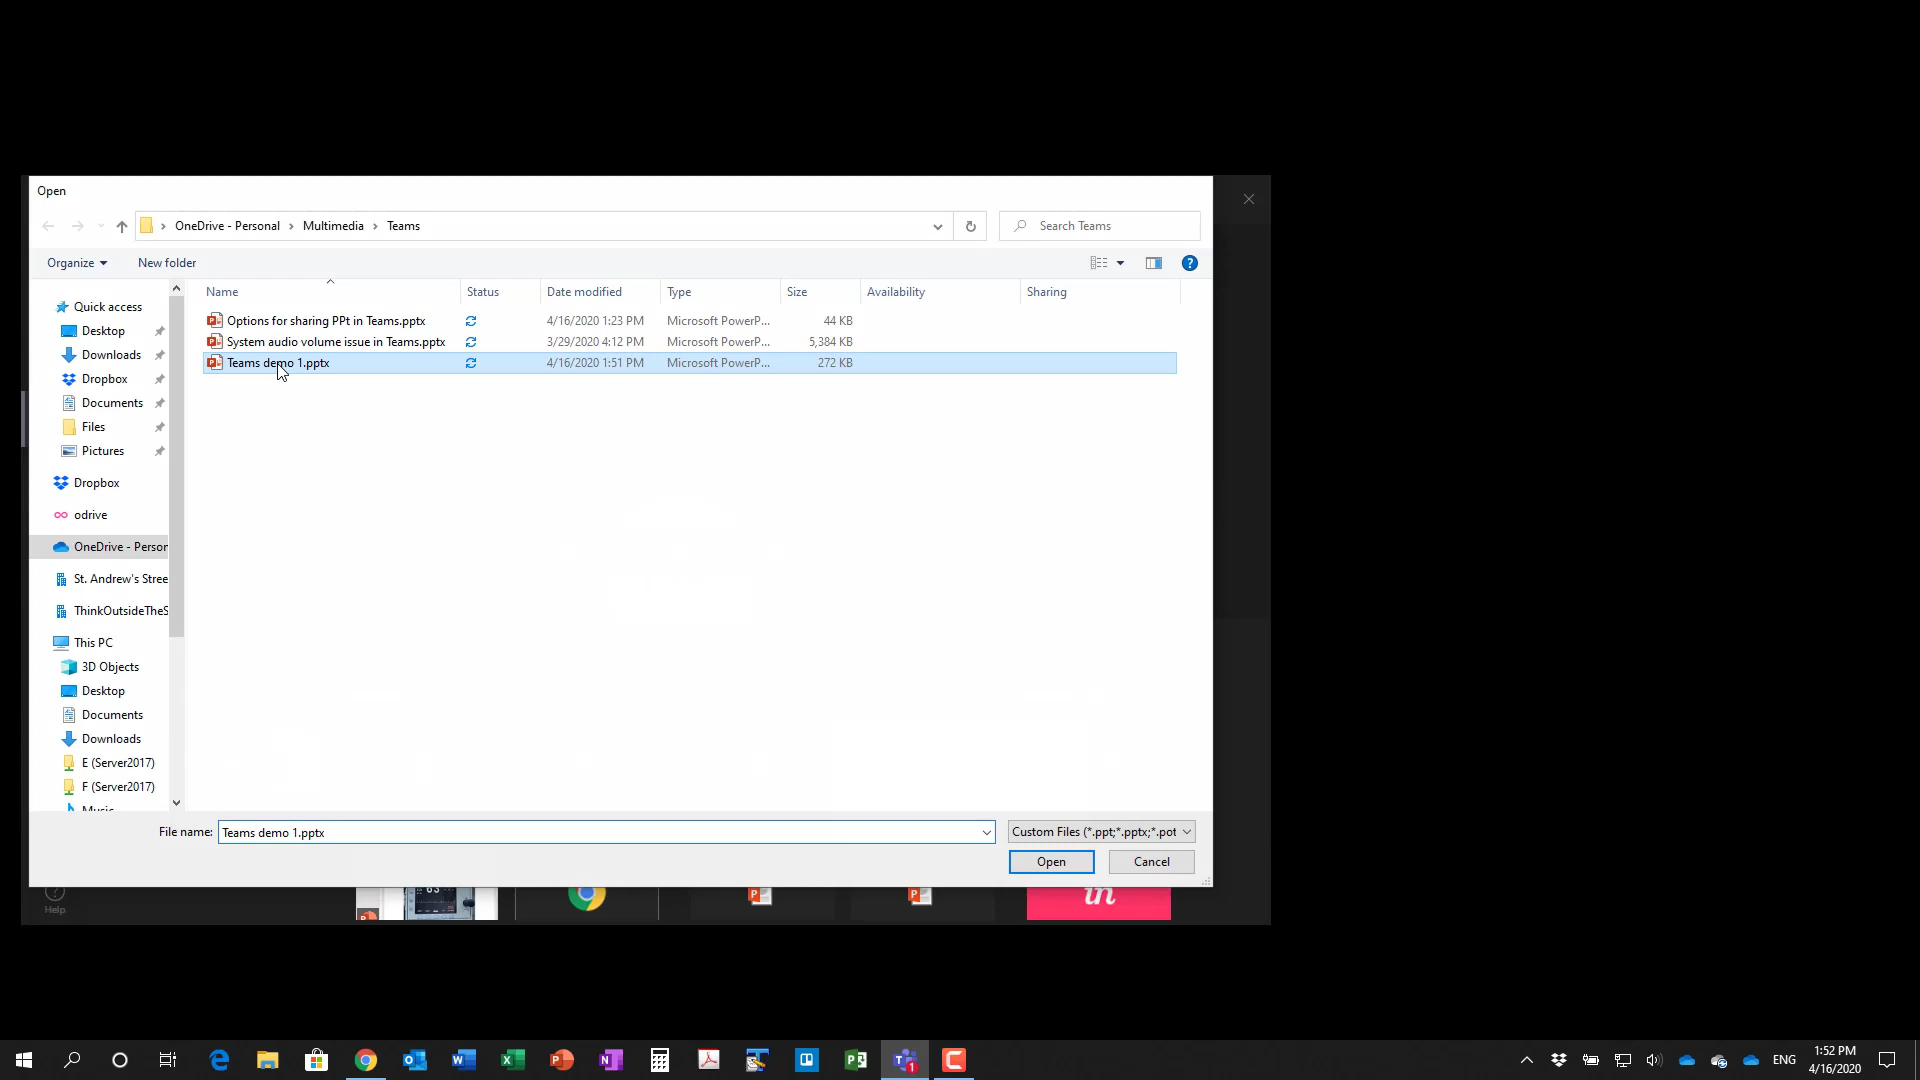 Open
OneDrive - Personal
Multimedia
Teams
Search Teams
Organize
New folder
Name
Status
Date modified
Type
Size
Availability
Sharing
Options for sharing PPt in Teams.pptx
4/16/2020 1:23 PM
Microsoft PowerP...
44 KB
System audio volume issue in Teams.pptx
3/29/2020 4:12 PM
Microsoft PowerP...
5,384 KB
Teams demo 1.pptx
4/16/2020 1:51 PM
Microsoft PowerP...
272 KB
Quick access
Desktop
Downloads
Dropbox
Documents
Files
Pictures
Dropbox
odrive
OneDrive - Person
St. Andrew's Stree
ThinkOutsideTheS
This PC
3D Objects
Desktop
Documents
Downloads
E (Server2017)
F (Server2017)
Music
File name:
Teams demo 1.pptx
Custom Files (*.ppt;*.pptx;*.pot
Open
Cancel
Help
63
in
ENG
1:52 PM
4/16/2020